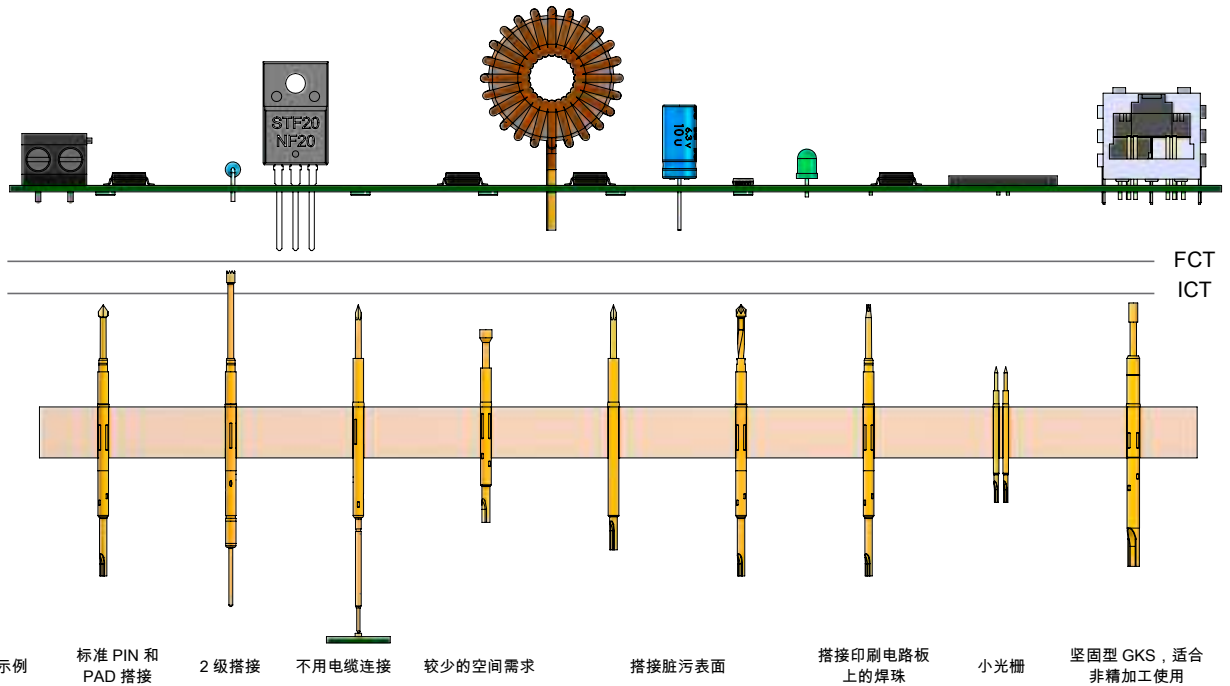 STF20
NF20
63V
10U
FCT
ICT
示例
标准 PIN 和
PAD 搭接
2 级搭接
不用电缆连接
较少的空间需求
搭接脏污表面
搭接印刷电路板
上的焊珠
小光栅
坚固型 GKS，适合
非精加工使用